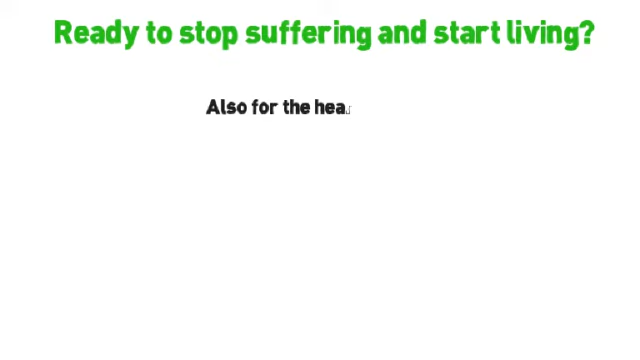 Ready to stop suffering and start living?
Also for the hea